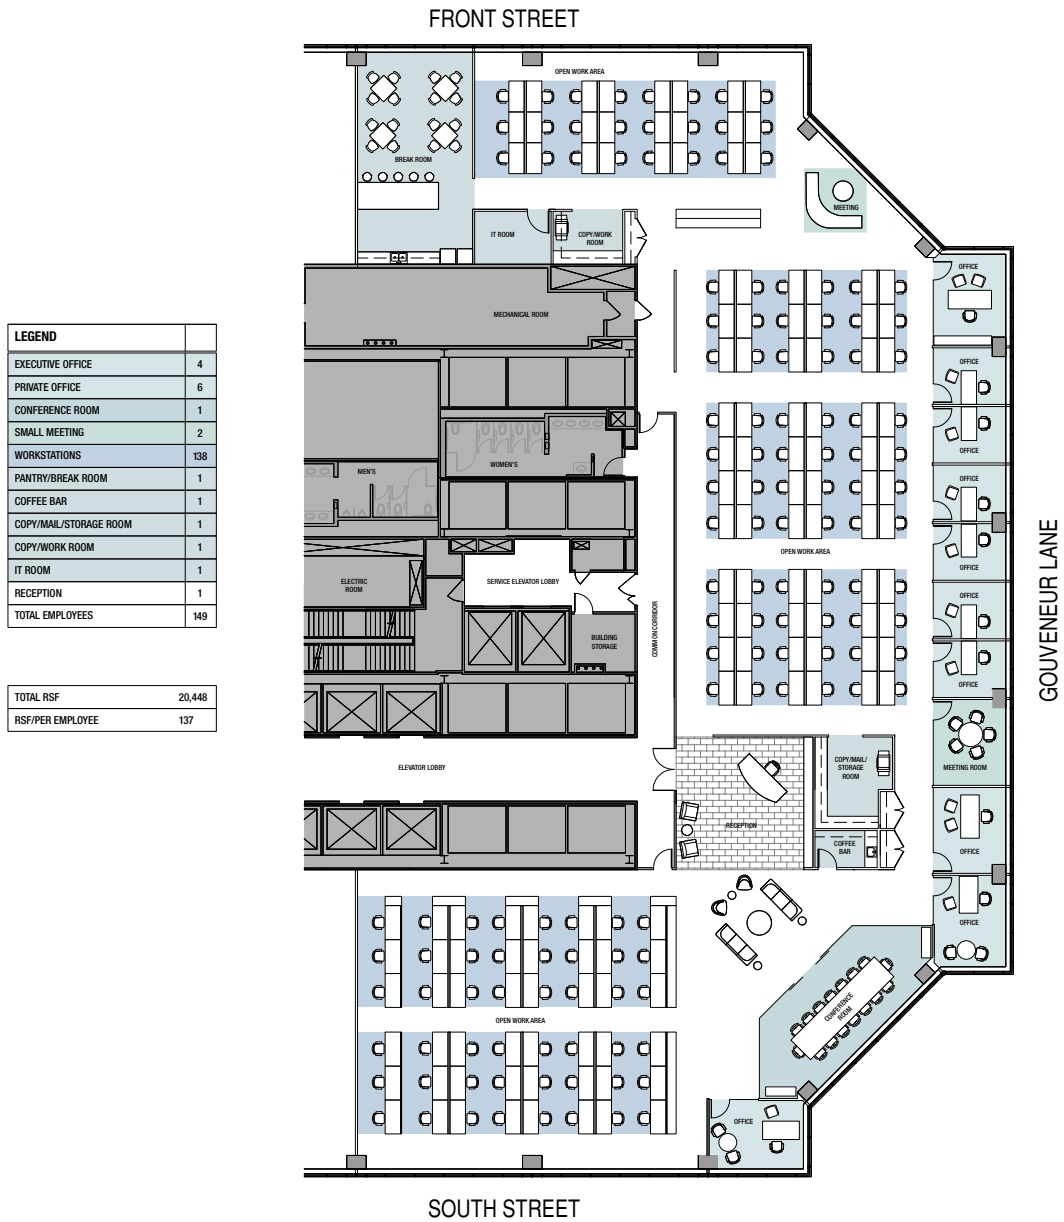 FRONT STREET
OPEN WORK AREA
BREAK ROOM
MEETING
IT ROOM
COPY/WORK
ROOM
OFFICE
MECHANICAL ROOM
LEGEND
EXECUTIVE OFFICE 4
PRIVATE OFFICE 6
CONFERENCE ROOM 1
SMALL MEETING 2
WORKSTATIONS 138
PANTRY/BREAK ROOM 1
COFFEE BAR 1
COPY/MAIL/STORAGE ROOM 1
COPY/WORK ROOM 1
IT ROOM 1
RECEPTION 1
TOTAL EMPLOYEES 149
TOTAL RSF 20,448
RSF/PER EMPLOYEE 137
OFFICE
OFFICE
WOMEN'S
MEN'S
OFFICE
OPEN WORK AREA
OFFICE
SERVICE ELEVATOR LOBBY
ELECTRIC
ROOM
OFFICE
COMMON CORRIDOR
BUILDING
STORAGE
GOUVENEUR LANE
OFFICE
ELEVATOR LOBBY
COPY/MAIL/
STORAGE
ROOM
MEETING ROOM
RECEPTION
COFFEE
BAR
OFFICE
OFFICE
CONFERENCE
ROOM
OPEN WORK AREA
OFFICE
SOUTH STREET